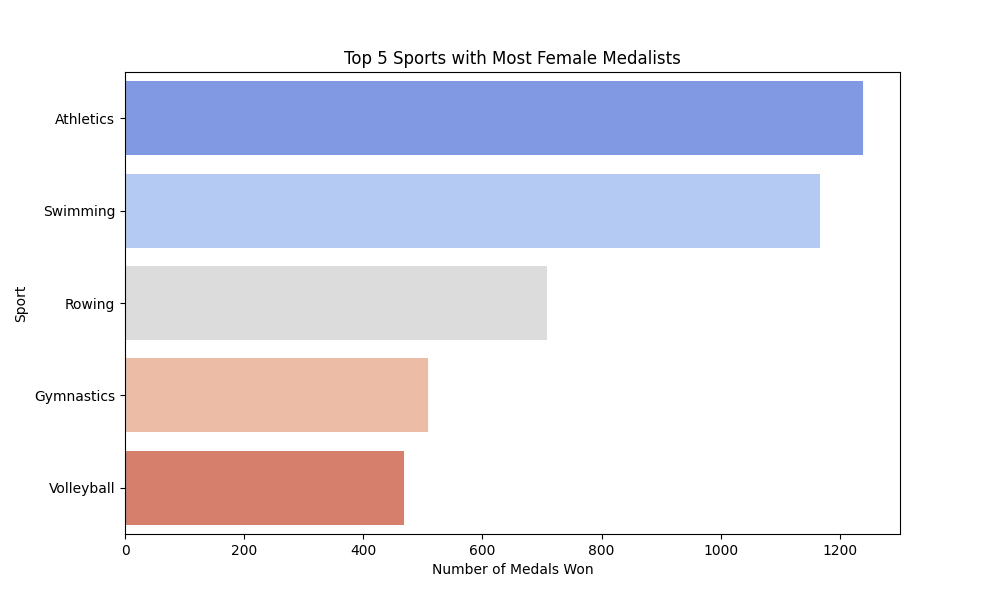 Top 5 Sports with Most Female Medalists
Sport
Athletics
Swimming
Rowing
Gymnastics
Volleyball
0 200 400 600 800 1000 1200
Number of Medals Won